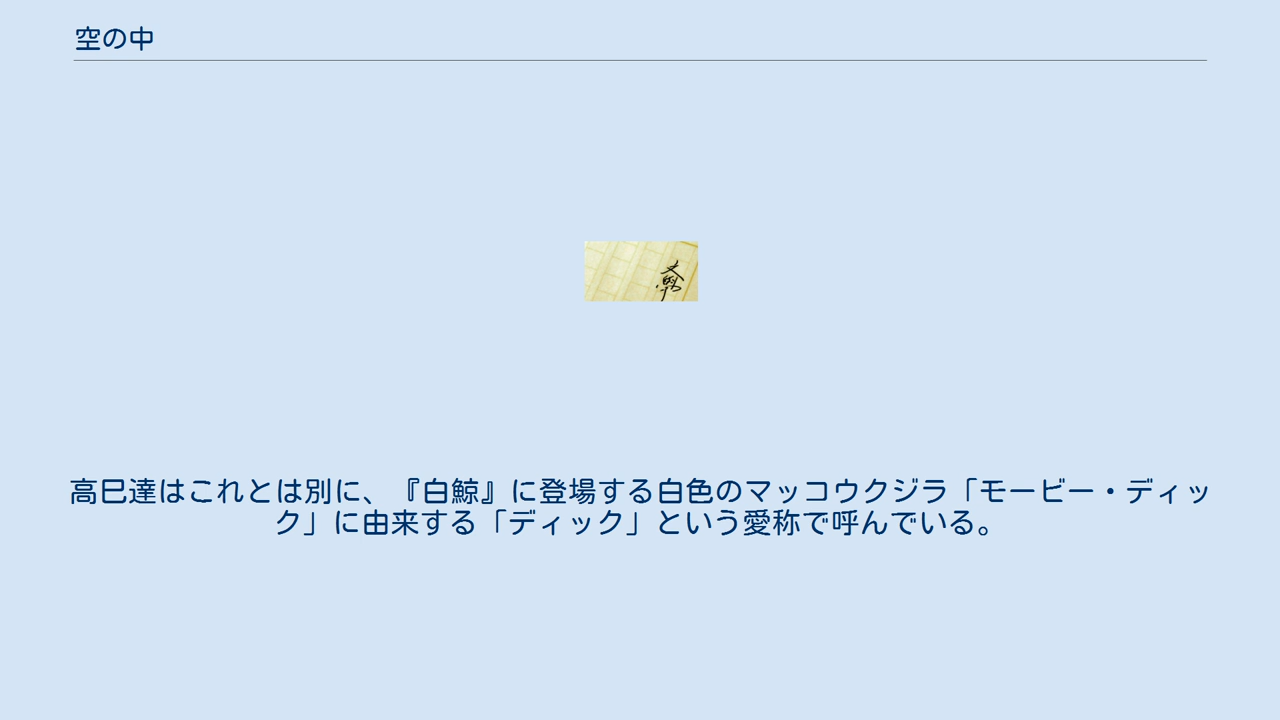 空の中
高巳達はこれとは別に、『白鯨』に登場する白色のマッコウクジラ「モービー・ディッ
ク」に由来する「ディック」という愛称で呼んでいる。